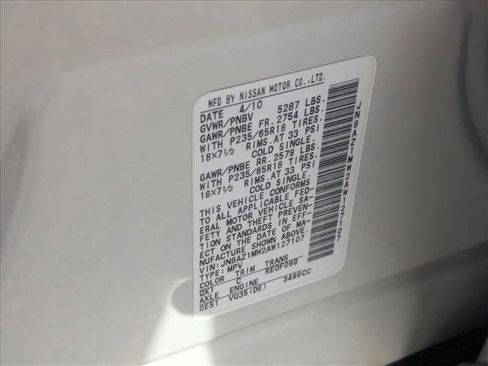 MFD BY NISSAN MOTOR CO.,LTD.
DATE 4/10
GVWR/PNBV 5287 LBS.
GAWR/PNBE FR. 2754 LBS.
WITH P235/65R18 TIRES.
18X7½ RIMS.AT 33 PSI
COLD SINGLE.
GAWR/PNBE RR. 2579 LBS.
WITH P235/65R18 TIRES.
18X7½ RIMS.AT 33 PSI
COLD SINGLE.
THIS VEHICLE CONFORMS
TO ALL APPLICABLE FED-
ERAL MOTOR VEHICLE SA-
FETY AND THEFT PREVEN-
TION STANDARDS IN EFF-
ECT ON THE DATE OF MA-
NUFACTURE SHOWN ABOVE.
VIN:JN8AZ1MW2AW127107
MPV
COLOR TRIM TRANS
QX1 C RE0F09B
AXLE ENGINE
GE51 VQ35(DE) 3498CC
JN8AZ1MW2AW127107